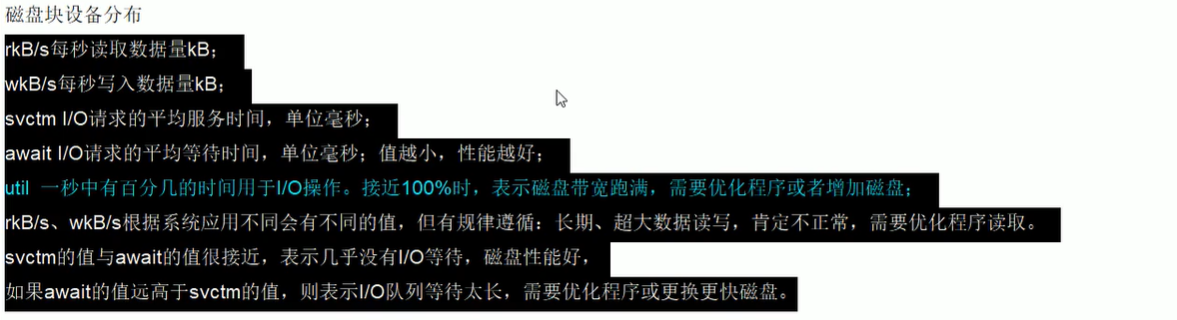 磁盘块设备分布
rkB/s每秒读取数据量kB；
wkB/s每秒写入数据量kB；
svctm I/O请求的平均服务时间，单位毫秒；
await I/O请求的平均等待时间，单位毫秒；值越小，性能越好；
util 一秒中有百分几的时间用于I/O操作。接近100%时，表示磁盘带宽跑满，需要优化程序或者增加磁盘；
rkB/s、wkB/s根据系统应用不同会有不同的值，但有规律遵循：长期、超大数据读写，肯定不正常，需要优化程序读取。
svctm的值与await的值很接近，表示几乎没有I/O等待，磁盘性能好，
如果await的值远高于svctm的值，则表示I/O队列等待太长，需要优化程序或更换更快磁盘。